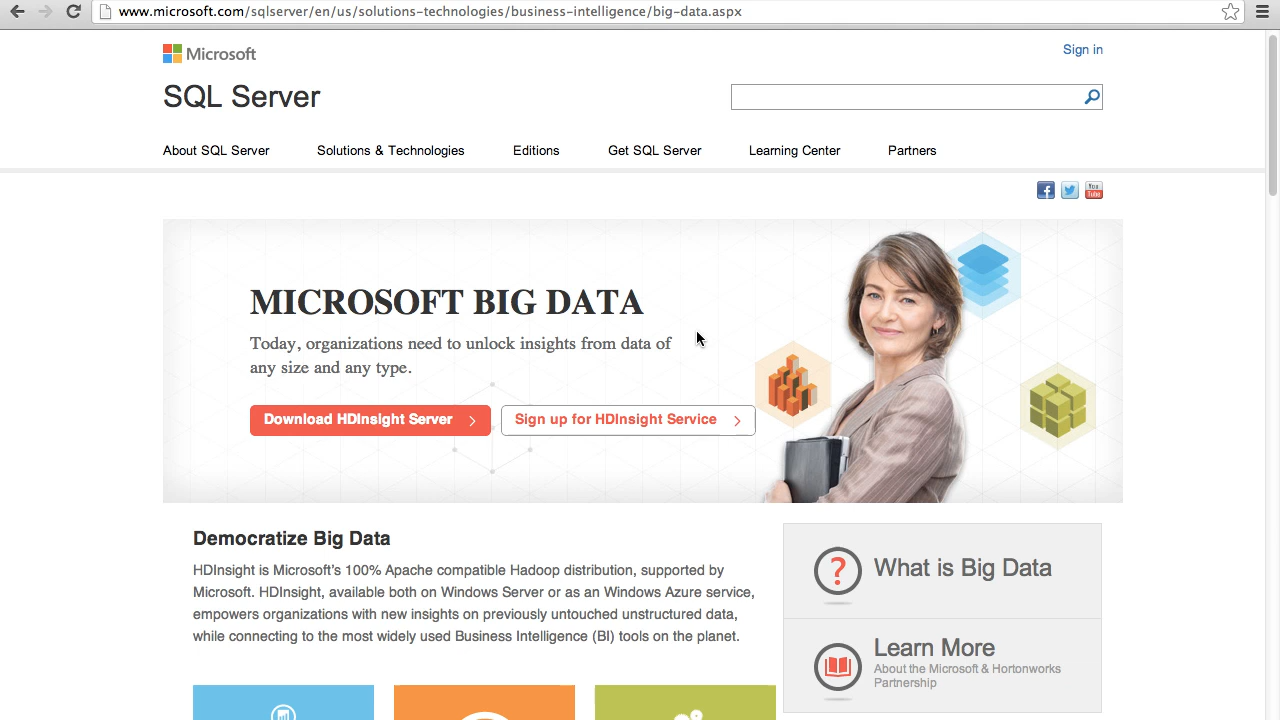 www.microsoft.com/sqlserver/en/us/solutions-technologies/business-intelligence/big-data.aspx
Microsoft
Sign in
SQL Server
About SQL Server
Solutions & Technologies
Editions
Get SQL Server
Learning Center
Partners
You
Tube
MICROSOFT BIG DATA
Today, organizations need to unlock insights from data of
any size and any type.
Download HDInsight Server
Sign up for HDInsight Service
Democratize Big Data
HDInsight is Microsoft's 100% Apache compatible Hadoop distribution, supported by
Microsoft. HDInsight, available both on Windows Server or as an Windows Azure service,
empowers organizations with new insights on previously untouched unstructured data,
while connecting to the most widely used Business Intelligence (BI) tools on the planet.
What is Big Data
Learn More
About the Microsoft & Hortonworks
Partnership